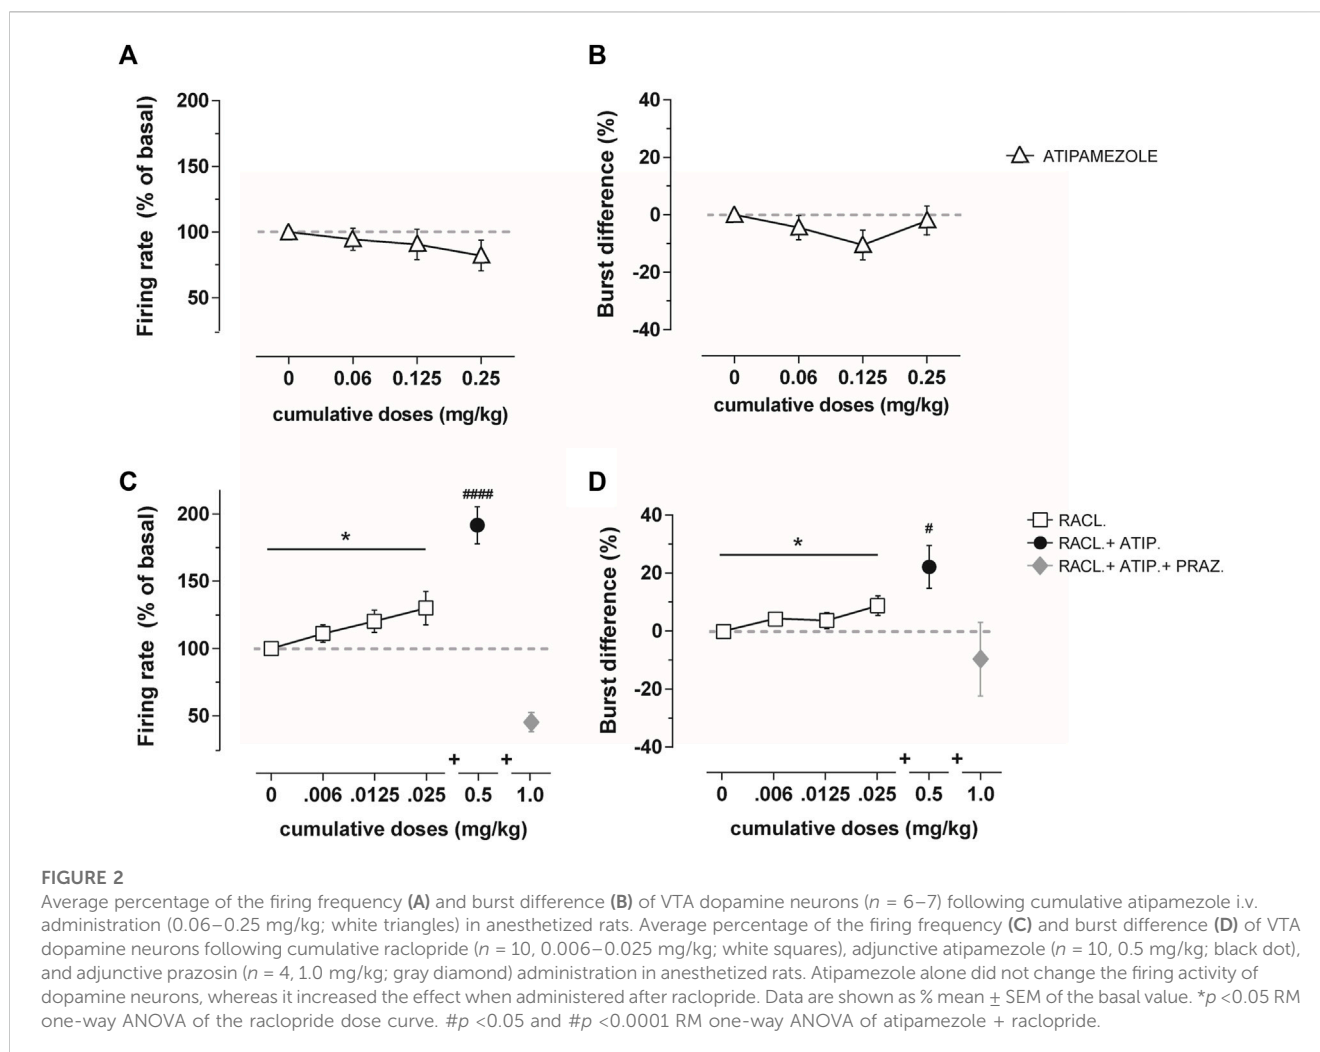 A
B
200
150
100
50
Firing rate (% of basal)
0 0.06 0.125 0.25
cumulative doses (mg/kg)
40
20
0
-20
-40
Burst difference (%)
0 0.06 0.125 0.25
cumulative doses (mg/kg)
ATIPAMEZOLE
C
D
200
150
100
50
Firing rate (% of basal)
*
####
+ +
0 .006 .0125 .025 0.5 1.0
cumulative doses (mg/kg)
40
20
0
-20
-40
Burst difference (%)
*
#
+ +
0 .006 .0125 .025 0.5 1.0
cumulative doses (mg/kg)
RACL.
RACL.+ ATIP.
RACL.+ ATIP.+ PRAZ.
FIGURE 2
Average percentage of the firing frequency (A) and burst difference (B) of VTA dopamine neurons (n = 6–7) following cumulative atipamezole i.v.
administration (0.06–0.25 mg/kg; white triangles) in anesthetized rats. Average percentage of the firing frequency (C) and burst difference (D) of VTA
dopamine neurons following cumulative raclopride (n = 10, 0.006–0.025 mg/kg; white squares), adjunctive atipamezole (n = 10, 0.5 mg/kg; black dot),
and adjunctive prazosin (n = 4, 1.0 mg/kg; gray diamond) administration in anesthetized rats. Atipamezole alone did not change the firing activity of
dopamine neurons, whereas it increased the effect when administered after raclopride. Data are shown as % mean ± SEM of the basal value. *p <0.05 RM
one-way ANOVA of the raclopride dose curve. #p <0.05 and #p <0.0001 RM one-way ANOVA of atipamezole + raclopride.